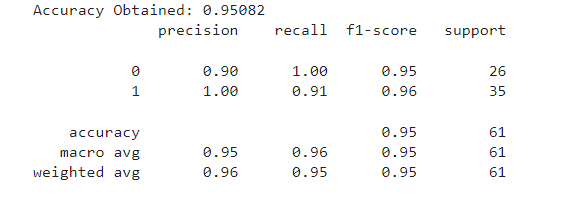 Accuracy Obtained: 0.95082
precision recall f1-score support
0 0.90 1.00 0.95 26
1 1.00 0.91 0.96 35
accuracy 0.95 61
macro avg 0.95 0.96 0.95 61
weighted avg 0.96 0.95 0.95 61